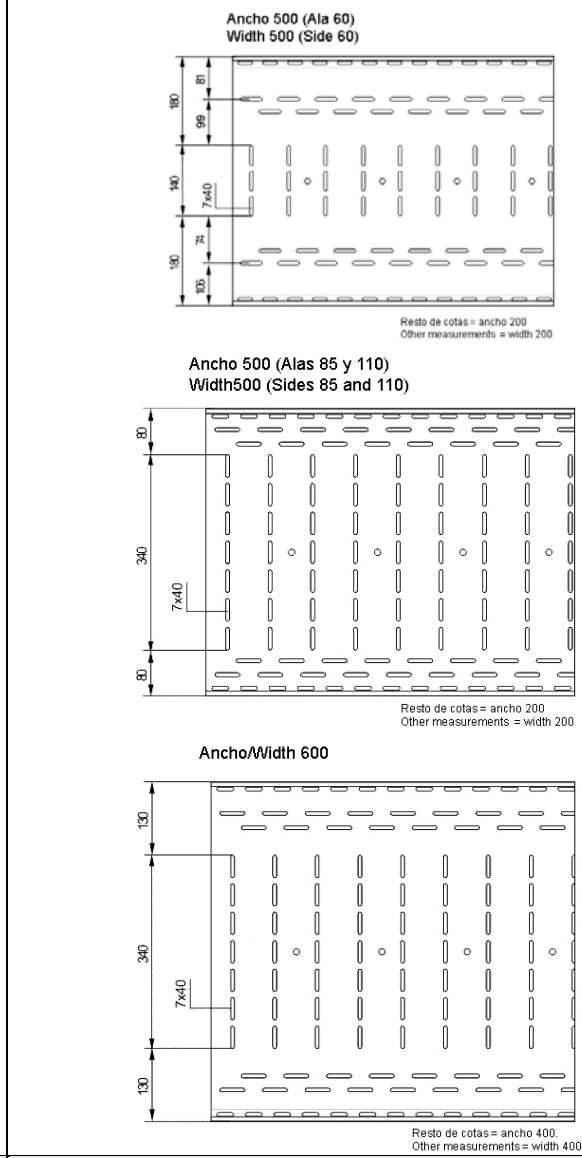 Ancho 500 (Ala 60)
Width 500 (Side 60)
180
81
99
140
7x40
180
74
106
Resto de cotas = ancho 200
Other measurements = width 200
Ancho 500 (Alas 85 y 110)
Width500 (Sides 85 and 110)
80
340
7x40
80
Resto de cotas = ancho 200
Other measurements = width 200
Ancho/Width 600
130
340
7x40
130
Resto de cotas = ancho 400.
Other measurements = width 400